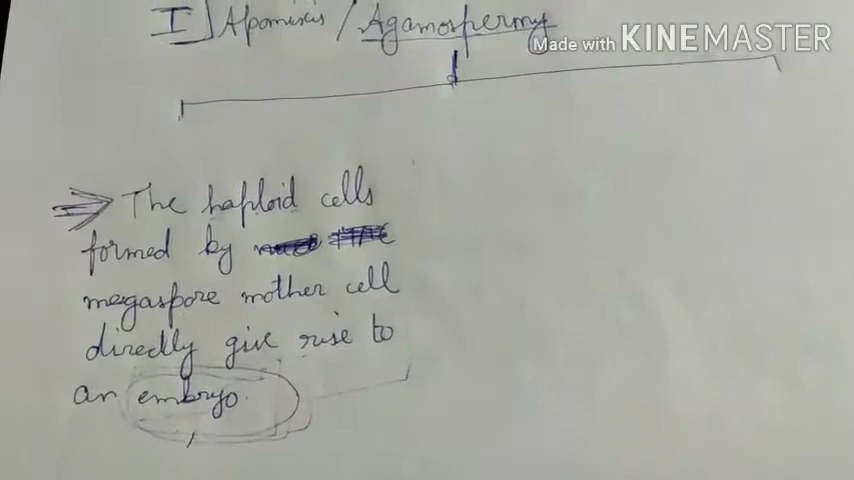 I] Apomixis / Agamospermy
Made with KINEMASTER
The haploid cells
formed by
megaspore mother cell
directly give rise to
an embryo.